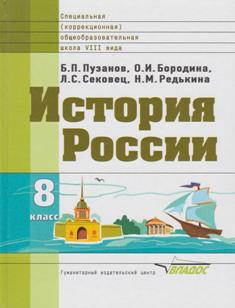 Специальная
(коррекционная)
общеобразовательная
школа VIII вида
Б.П. Пузанов, О.И. Бородина,
Л.С. Сековец, Н.М. Редькина
История
России
8
класс
Гуманитарный издательский центр
ВЛАДОС